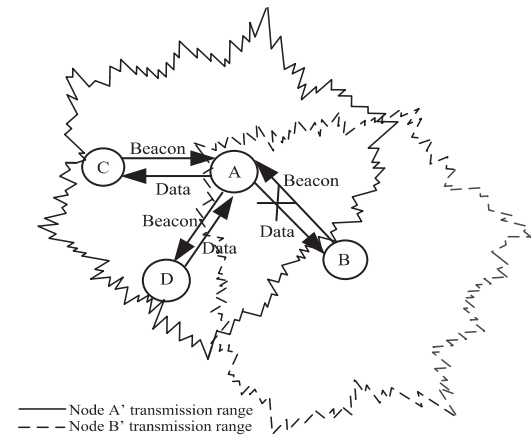 Beacon
C
A
Data
Beacon
Beacon
Data
Data
B
D
Node A' transmission range
Node B' transmission range